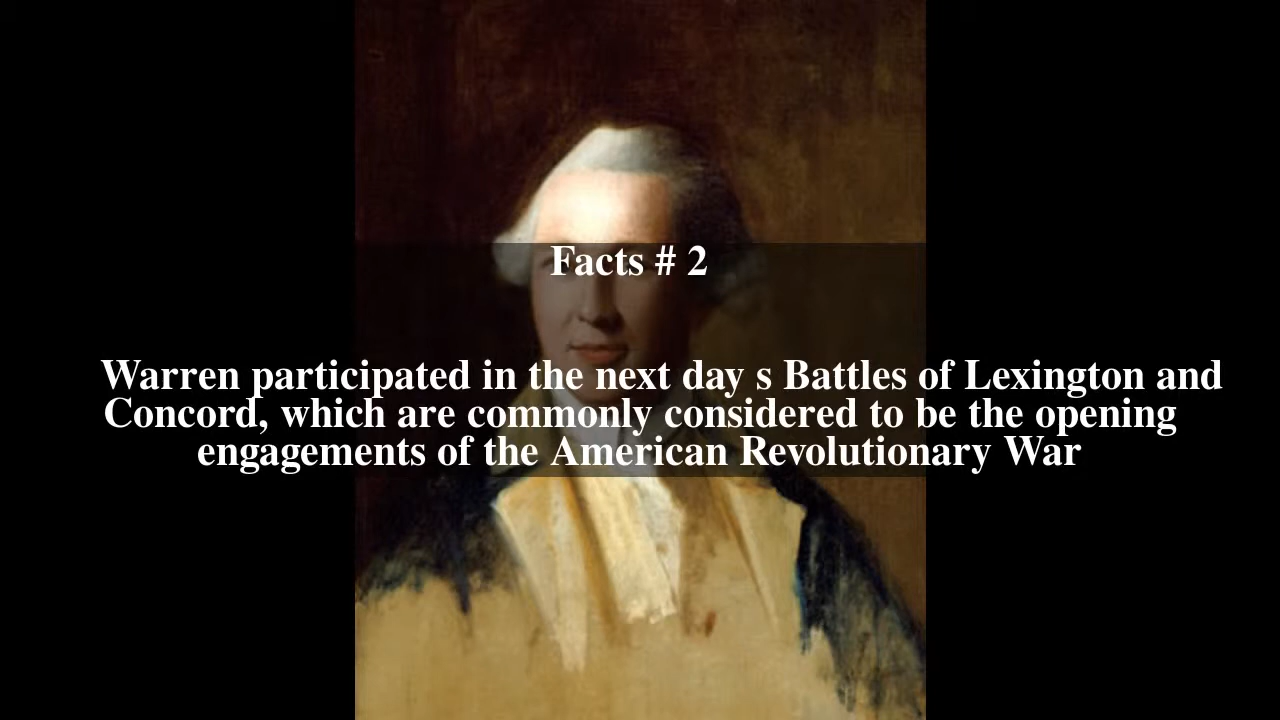 Facts # 2
Warren participated in the next day s Battles of Lexington and
Concord, which are commonly considered to be the opening
engagements of the American Revolutionary War